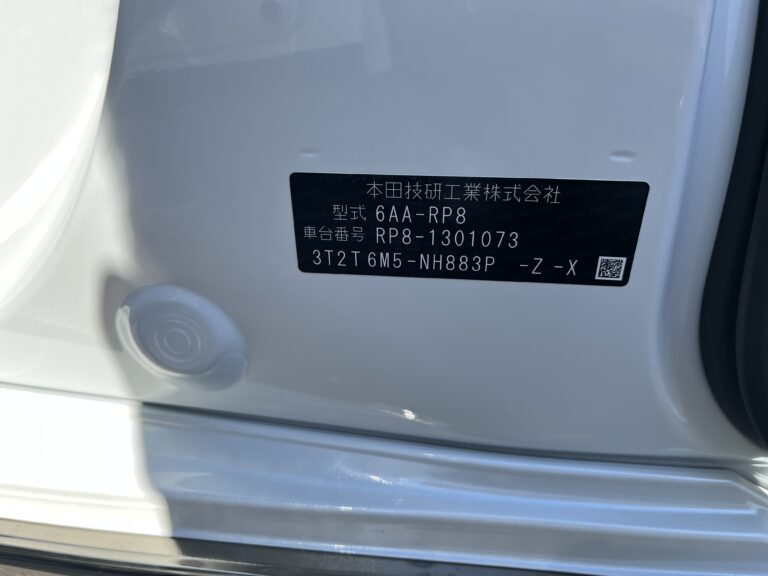 本田技研工業株式会社
型式 6AA-RP8
車台番号 RP8-1301073
3T2T6M5-NH883P -Z-X